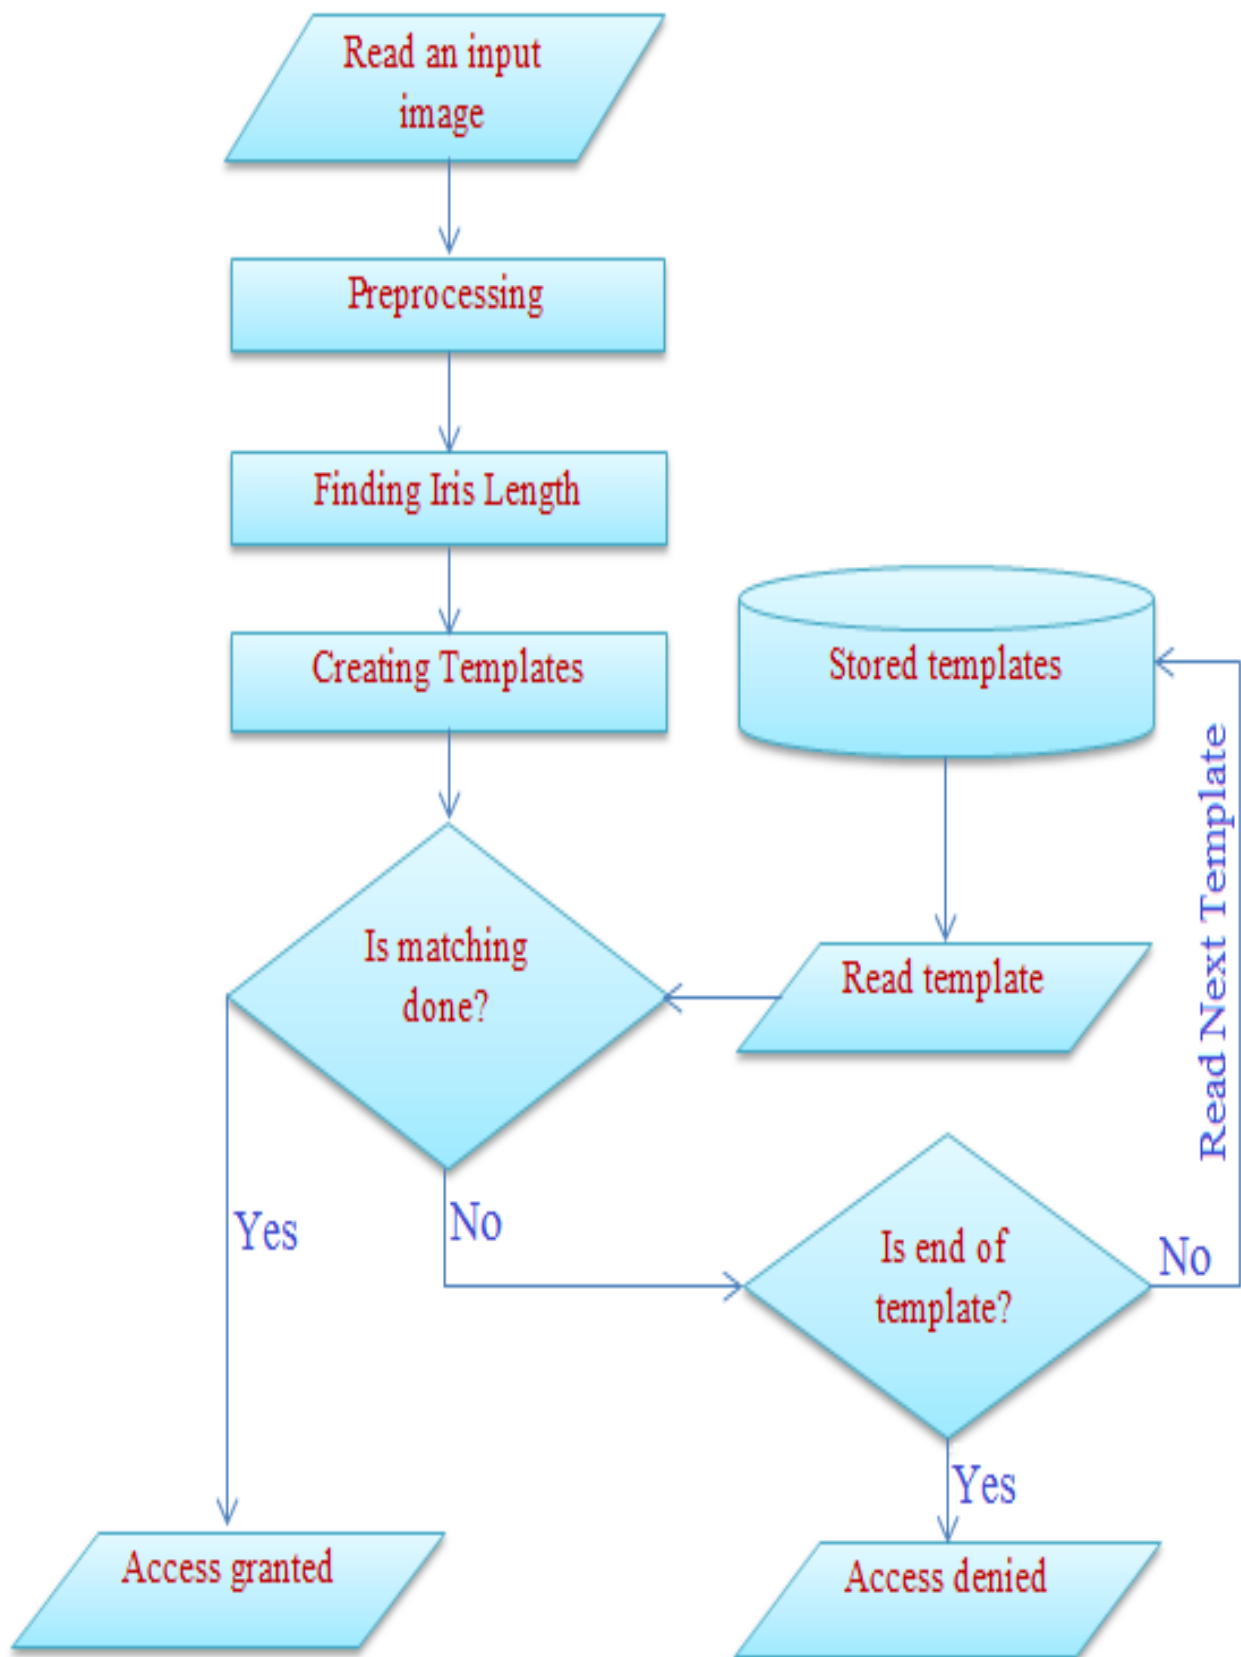 Read an input
image
Preprocessing
Finding Iris Length
Creating Templates
Stored templates
Read Next Template
Is matching
done?
Read template
Yes
No
Is end of
template?
No
Yes
Access granted
Access denied